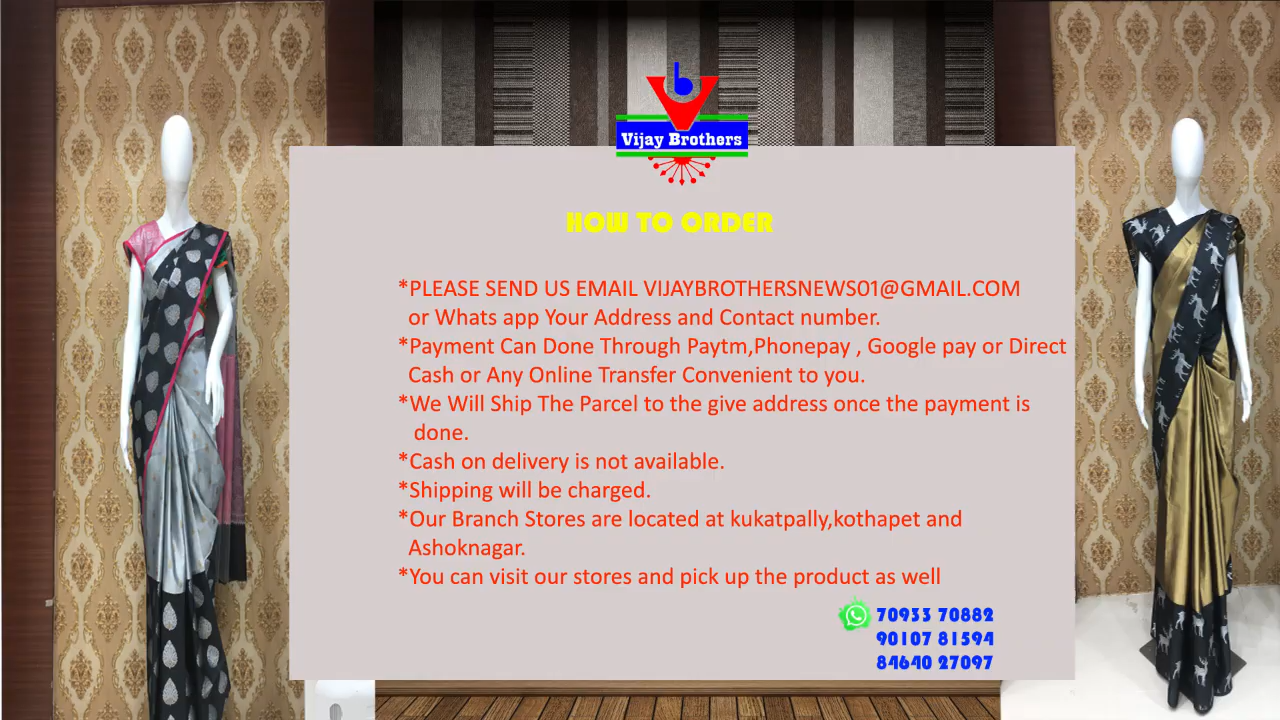 b
Vijay Brothers
HOW TO ORDER
*PLEASE SEND US EMAIL VIJAYBROTHERSNEWS01@GMAIL.COM
or Whats app Your Address and Contact number.
*Payment Can Done Through Paytm,Phonepay , Google pay or Direct
Cash or Any Online Transfer Convenient to you.
*We Will Ship The Parcel to the give address once the payment is
done.
*Cash on delivery is not available.
*Shipping will be charged.
*Our Branch Stores are located at kukatpally,kothapet and
Ashoknagar.
*You can visit our stores and pick up the product as well
70933 70882
90107 81594
84640 27097